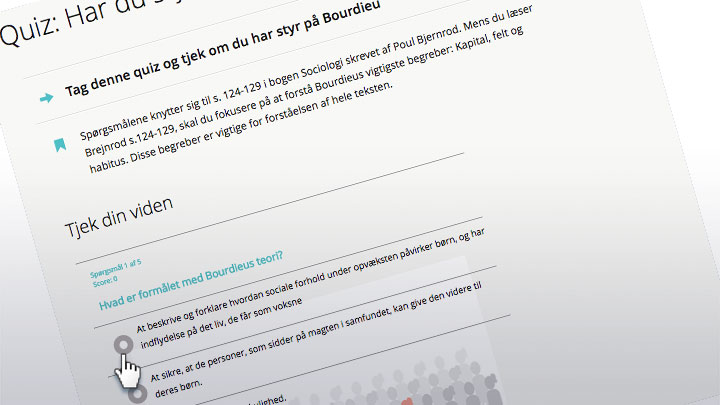 Quiz: Har du
Tag denne quiz og tjek om du har styr på Bourdieu
Spørgsmålene knytter sig til s. 124-129 i bogen Sociologi skrevet af Poul Bjernrod. Mens du læser
Brejnrod s.124-129, skal du fokusere på at forstå Bourdieus vigtigste begreber: Kapital, felt og
habitus. Disse begreber er vigtige for forståelsen af hele teksten.
Tjek din viden
Spørgsmål 1 af 5
Score: 0
Hvad er formålet med Bourdieus teori?
At beskrive og forklare hvordan sociale forhold under opvæksten påvirker børn, og har
indflydelse på det liv, de får som voksne
At sikre, at de personer, som sidder på magten i samfundet, kan give den videre til
deres børn.